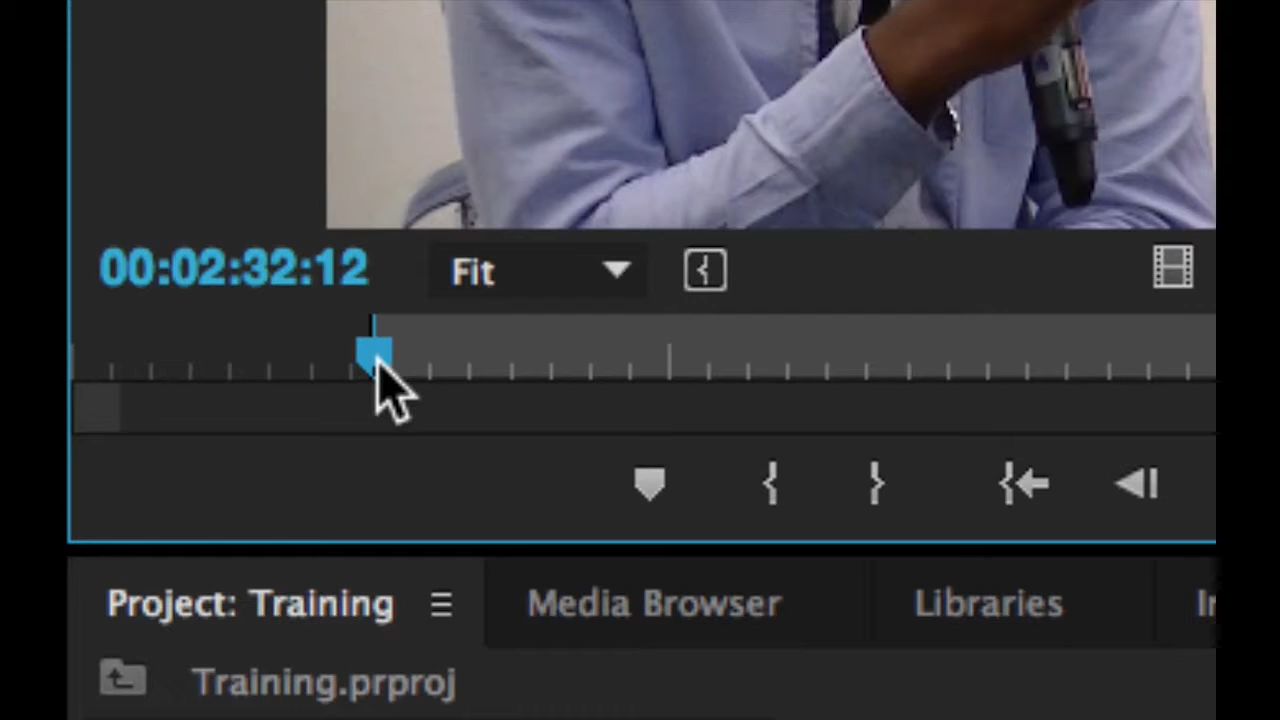 00:02:32:12 Fit
Project: Training Media Browser Libraries
Training.prproj